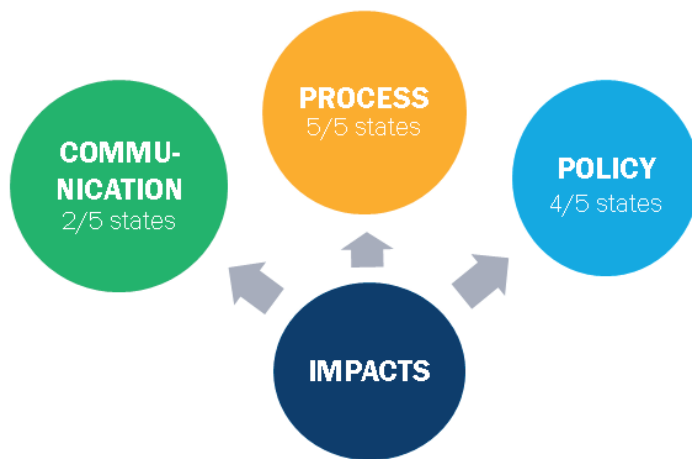 COMMU-
NICATION
2/5 states
PROCESS
5/5 states
POLICY
4/5 states
IMPACTS